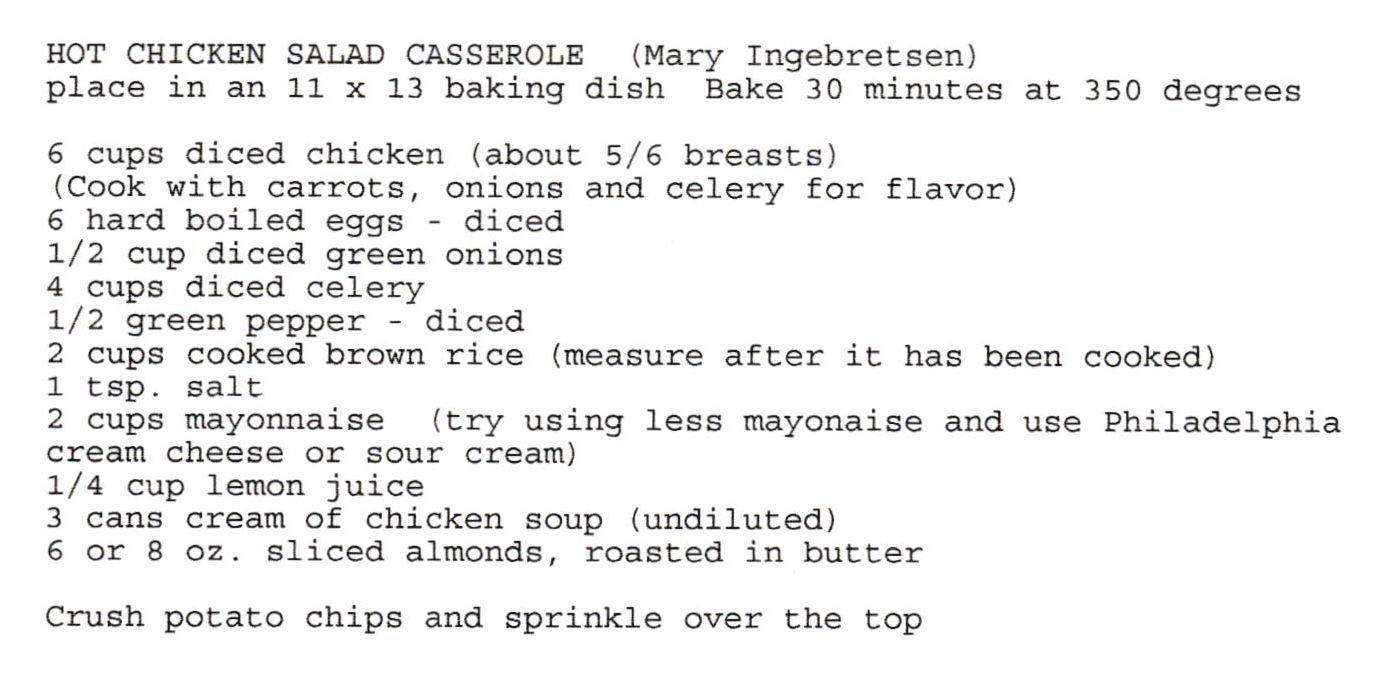 HOT CHICKEN SALAD CASSEROLE  (Mary Ingebretsen)
place in an 11 x 13 baking dish  Bake 30 minutes at 350 degrees
6 cups diced chicken (about 5/6 breasts)
(Cook with carrots, onions and celery for flavor)
6 hard boiled eggs - diced
1/2 cup diced green onions
4 cups diced celery
1/2 green pepper - diced
2 cups cooked brown rice (measure after it has been cooked)
1 tsp. salt
2 cups mayonnaise  (try using less mayonaise and use Philadelphia
cream cheese or sour cream)
1/4 cup lemon juice
3 cans cream of chicken soup (undiluted)
6 or 8 oz. sliced almonds, roasted in butter
Crush potato chips and sprinkle over the top